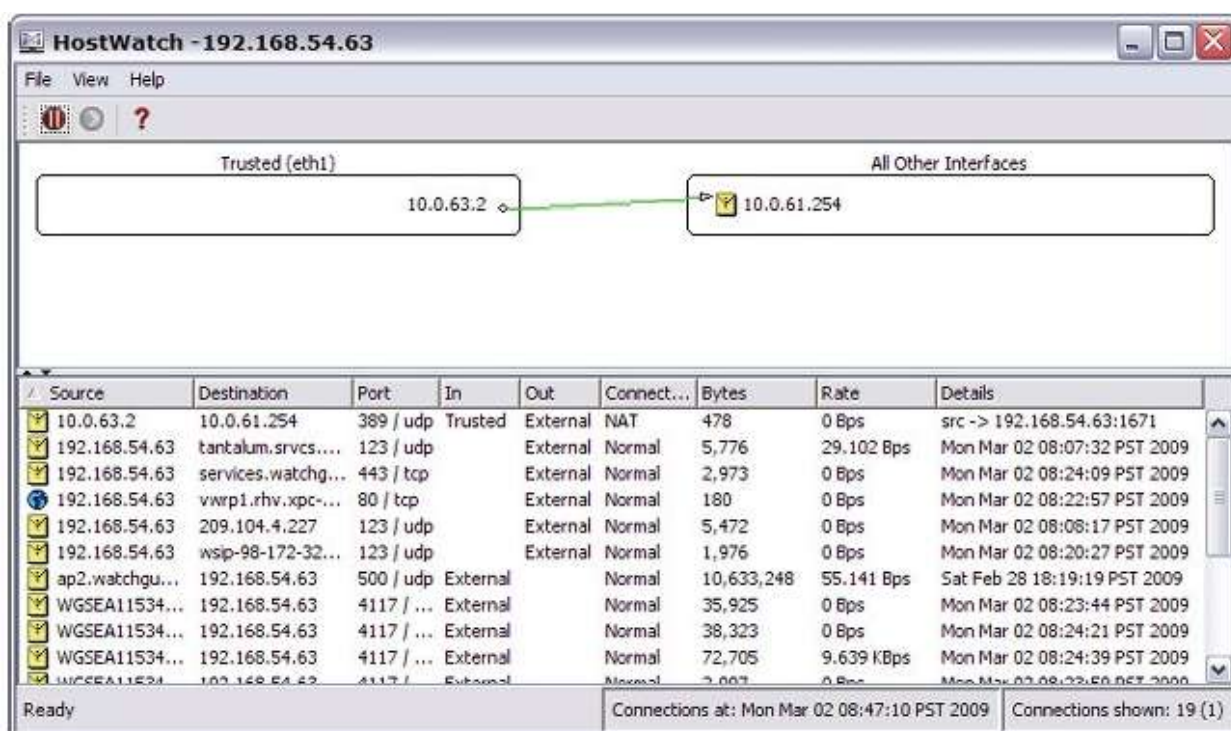 HostWatch -192.168.54.63
File View Help
?
Trusted (eth1) All Other Interfaces
10.0.63.2 10.0.61.254
Source Destination Port In Out Connect... Bytes Rate Details
10.0.63.2 10.0.61.254 389 / udp Trusted External NAT 478 0 Bps src -> 192.168.54.63:1671
192.168.54.63 tantalum.srvcs.... 123 / udp External Normal 5,776 29.102 Bps Mon Mar 02 08:07:32 PST 2009
192.168.54.63 services.watchg... 443 / tcp External Normal 2,973 0 Bps Mon Mar 02 08:24:09 PST 2009
192.168.54.63 vwrp1.rhv.xpc-... 80 / tcp External Normal 180 0 Bps Mon Mar 02 08:22:57 PST 2009
192.168.54.63 209.104.4.227 123 / udp External Normal 5,472 0 Bps Mon Mar 02 08:08:17 PST 2009
192.168.54.63 wsip-98-172-32... 123 / udp External Normal 1,976 0 Bps Mon Mar 02 08:20:27 PST 2009
ap2.watchgu... 192.168.54.63 500 / udp External Normal 10,633,248 55.141 Bps Sat Feb 28 18:19:19 PST 2009
WGSEA11534... 192.168.54.63 4117 / ... External Normal 35,925 0 Bps Mon Mar 02 08:23:44 PST 2009
WGSEA11534... 192.168.54.63 4117 / ... External Normal 38,323 0 Bps Mon Mar 02 08:24:21 PST 2009
WGSEA11534... 192.168.54.63 4117 / ... External Normal 72,705 9.639 KBps Mon Mar 02 08:24:39 PST 2009
Ready Connections at: Mon Mar 02 08:47:10 PST 2009 Connections shown: 19 (1)